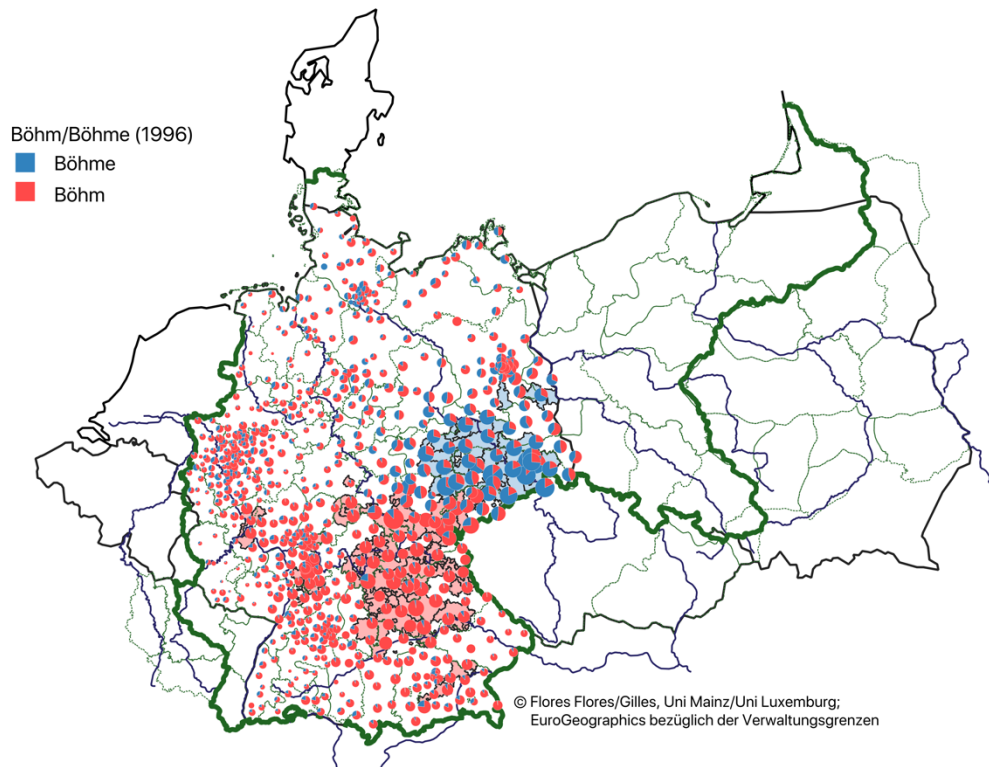 Böhm/Böhme (1996)
Böhme
Böhm
© Flores Flores/Gilles, Uni Mainz/Uni Luxemburg;
EuroGeographics bezüglich der Verwaltungsgrenzen